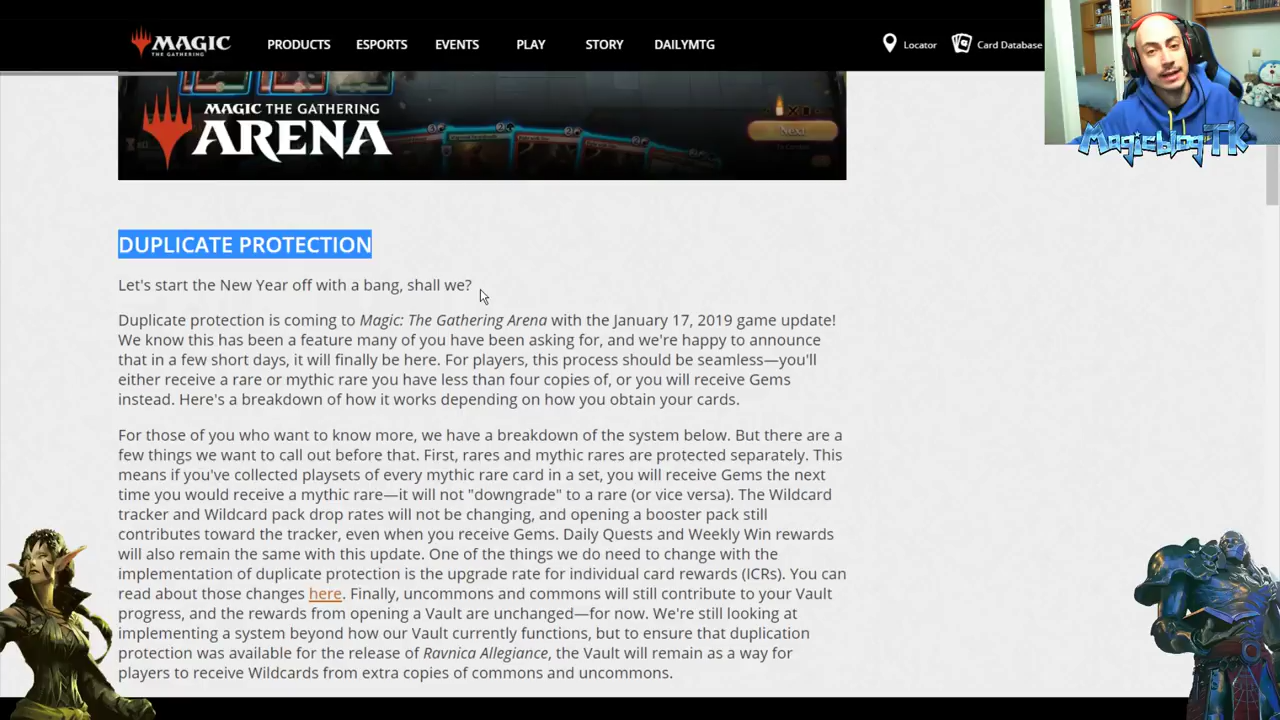 MAGIC
THE GATHERING
PRODUCTS
ESPORTS
EVENTS
PLAY
STORY
DAILYMTG
Locator
Card Database
MagicblogTK
MAGIC THE GATHERING
ARENA
Next
DUPLICATE PROTECTION
Let's start the New Year off with a bang, shall we?
Duplicate protection is coming to Magic: The Gathering Arena with the January 17, 2019 game update!
We know this has been a feature many of you have been asking for, and we're happy to announce
that in a few short days, it will finally be here. For players, this process should be seamless—you'll
either receive a rare or mythic rare you have less than four copies of, or you will receive Gems
instead. Here's a breakdown of how it works depending on how you obtain your cards.
For those of you who want to know more, we have a breakdown of the system below. But there are a
few things we want to call out before that. First, rares and mythic rares are protected separately. This
means if you've collected playsets of every mythic rare card in a set, you will receive Gems the next
time you would receive a mythic rare—it will not "downgrade" to a rare (or vice versa). The Wildcard
tracker and Wildcard pack drop rates will not be changing, and opening a booster pack still
contributes toward the tracker, even when you receive Gems. Daily Quests and Weekly Win rewards
will also remain the same with this update. One of the things we do need to change with the
implementation of duplicate protection is the upgrade rate for individual card rewards (ICRs). You can
read about those changes here. Finally, uncommons and commons will still contribute to your Vault
progress, and the rewards from opening a Vault are unchanged—for now. We're still looking at
implementing a system beyond how our Vault currently functions, but to ensure that duplication
protection was available for the release of Ravnica Allegiance, the Vault will remain as a way for
players to receive Wildcards from extra copies of commons and uncommons.